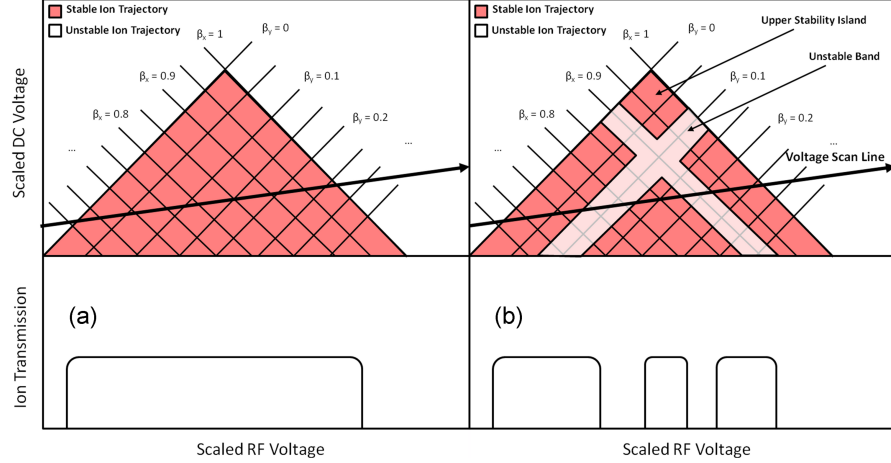 Stable Ion Trajectory
Unstable Ion Trajectory
βx = 1
βy = 0
βx = 0.9
βy = 0.1
βx = 0.8
βy = 0.2
...
...
Scaled DC Voltage
Stable Ion Trajectory
Unstable Ion Trajectory
Upper Stability Island
Unstable Band
βx = 1
βy = 0
βx = 0.9
βy = 0.1
βx = 0.8
βy = 0.2
...
...
Voltage Scan Line
Ion Transmission
(a)
(b)
Scaled RF Voltage
Scaled RF Voltage